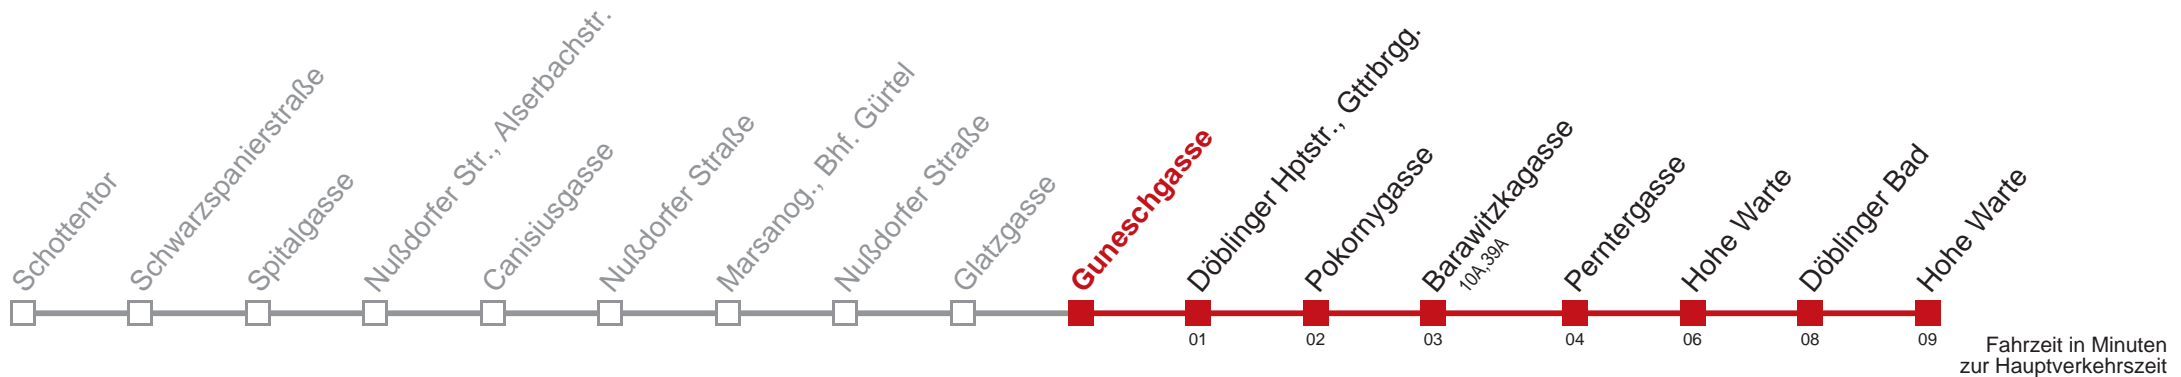 Schottentor
Schwarzspanierstraße
Spitalgasse
Nußdorfer Str., Alserbachstr.
Canisiusgasse
Nußdorfer Straße
Marsanog., Bhf. Gürtel
Nußdorfer Straße
Glatzgasse
Guneschgasse
Döblinger Hptstr., Gttrbrgg.
Pokornygasse
Barawitzkagasse
10A,39A
Perntergasse
Hohe Warte
Döblinger Bad
Hohe Warte
01
02
03
04
06
08
09
Fahrzeit in Minuten
zur Hauptverkehrszeit